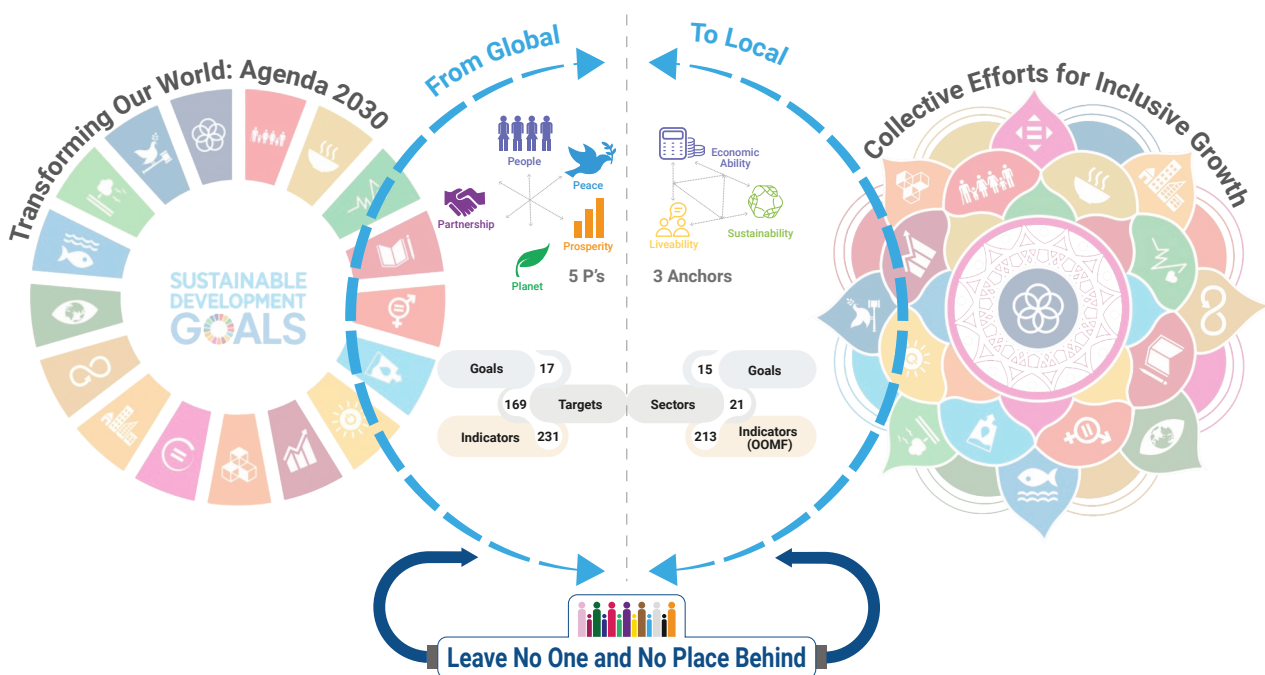 Transforming Our World: Agenda 2030
From Global
To Local
Collective Efforts for Inclusive Growth
People
Peace
Partnership
Prosperity
Planet
5 P's
Economic
Ability
Liveability
Sustainability
3 Anchors
SUSTAINABLE
DEVELOPMENT
GOALS
Goals 17
169 Targets
Indicators 231
15 Goals
Sectors 21
213 Indicators
(OOMF)
Leave No One and No Place Behind